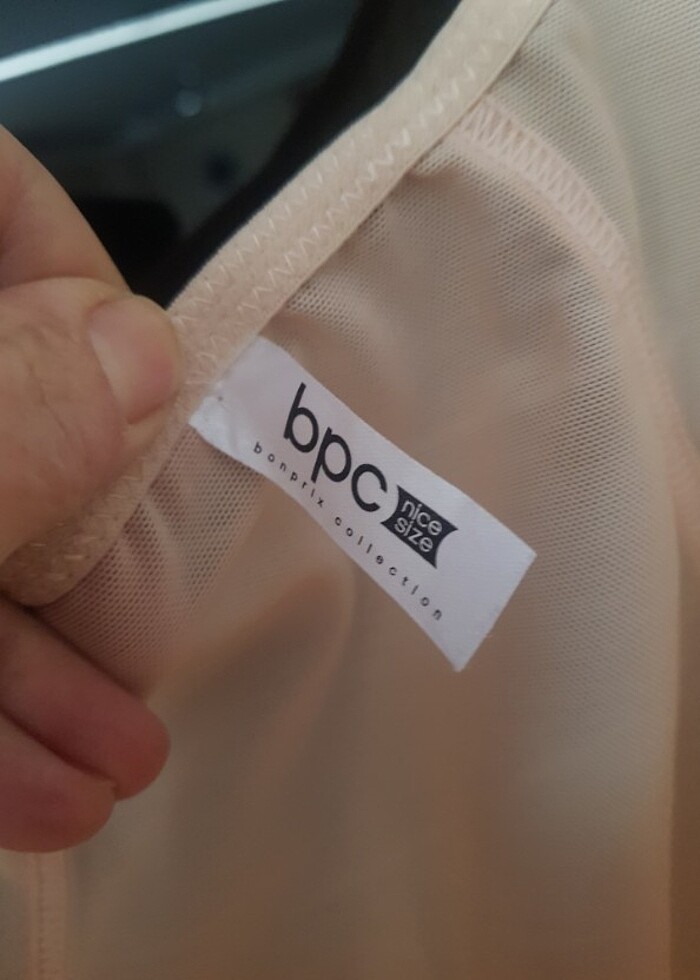 bpc
nice
size
bonprix collection